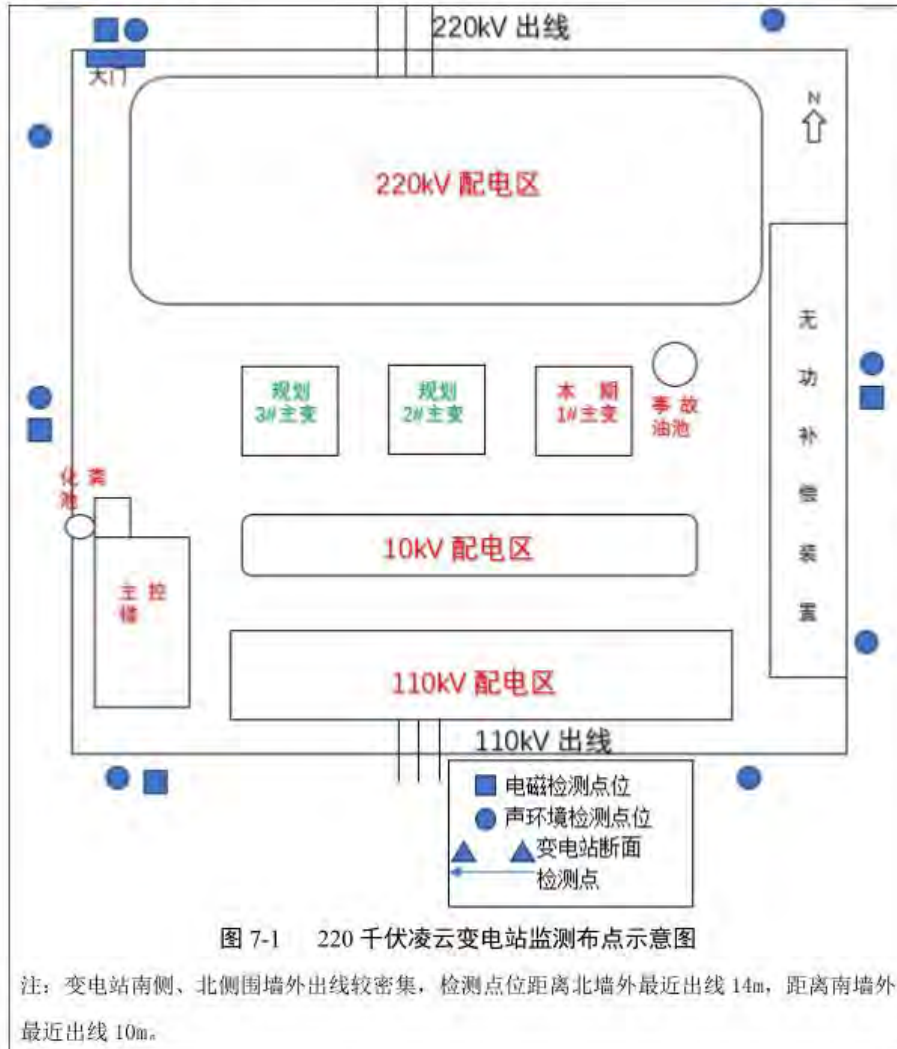 220kV 出线
大门
N
220kV 配电区
无功补偿装置
规划
3#主变
规划
2#主变
本 期
1#主变
事 故
油池
化 粪
池
10kV 配电区
主 控
楼
110kV 配电区
110kV 出线
电磁检测点位
声环境检测点位
变电站断面
检测点
图 7-1 220 千伏凌云变电站监测布点示意图
注：变电站南侧、北侧围墙外出线较密集，检测点位距离北墙外最近出线 14m，距离南墙外
最近出线 10m。